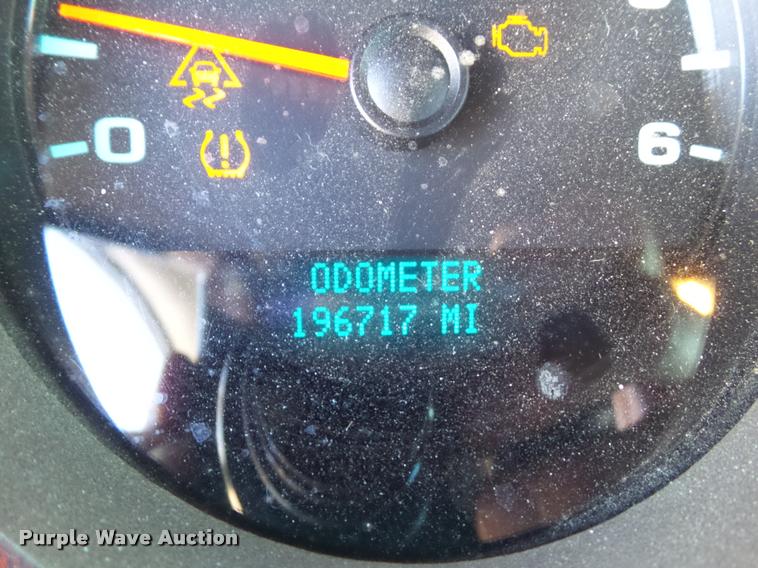 0
6
ODOMETER
196717 MI
Purple Wave Auction